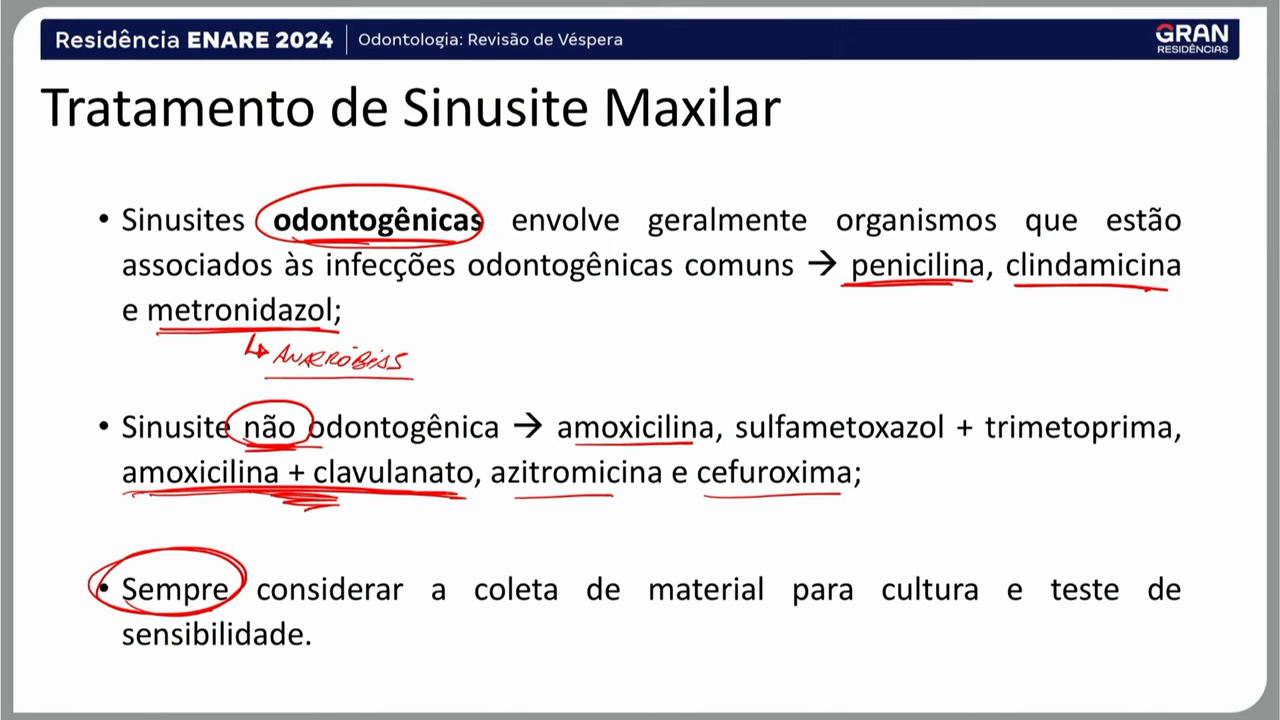 Residência ENARE 2024 | Odontologia: Revisão de Véspera
GRAN
RESIDÊNCIAS
Tratamento de Sinusite Maxilar
• Sinusites odontogênicas envolve geralmente organismos que estão
associados às infecções odontogênicas comuns → penicilina, clindamicina
e metronidazol;
↳ ANAERÓBIAS
• Sinusite não odontogênica → amoxicilina, sulfametoxazol + trimetoprima,
amoxicilina + clavulanato, azitromicina e cefuroxima;
• Sempre considerar a coleta de material para cultura e teste de
sensibilidade.